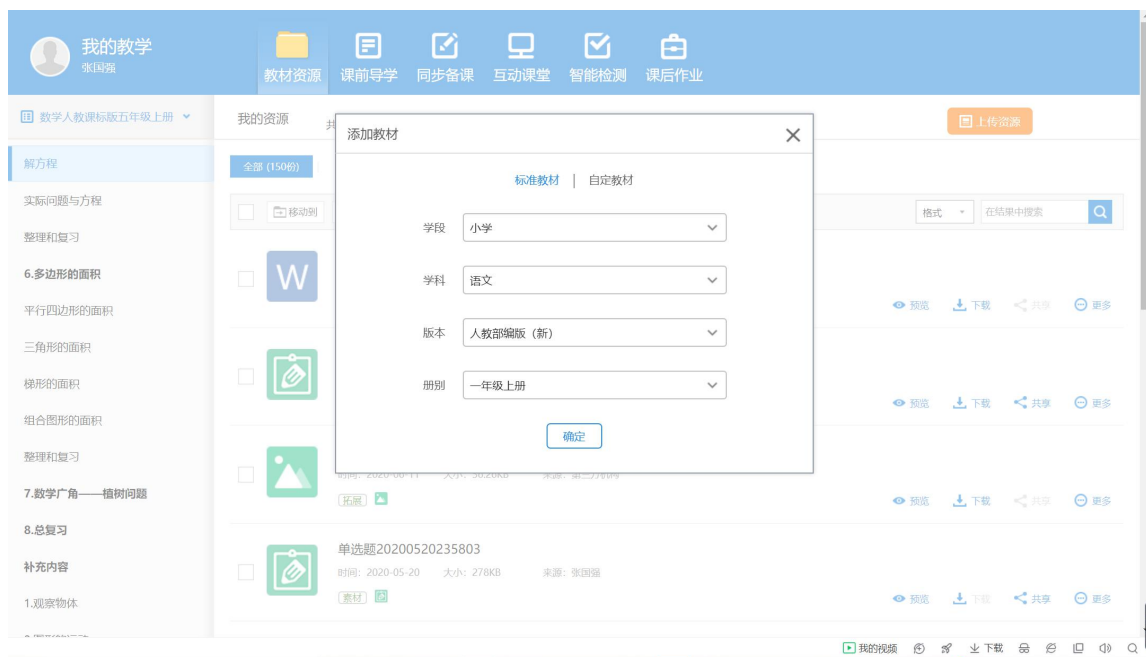 我的教学
张国强
教材资源 课前导学 同步备课 互动课堂 智能检测 课后作业
数学人教课标版五年级上册
我的资源
共
上传资源
解方程
实际问题与方程
整理和复习
6.多边形的面积
平行四边形的面积
三角形的面积
梯形的面积
组合图形的面积
整理和复习
7.数学广角——植树问题
8.总复习
补充内容
1.观察物体
全部 (150份)
移动到
格式
在结果中搜索
添加教材
标准教材 | 自定教材
学段 小学
学科 语文
版本 人教部编版（新）
册别 一年级上册
确定
W
预览 下载 共享 更多
预览 下载 共享 更多
拓展
预览 下载 共享 更多
单选题20200520235803
时间: 2020-05-20 大小: 278KB 来源: 张国强
素材
预览 下载 共享 更多
我的视频 下载